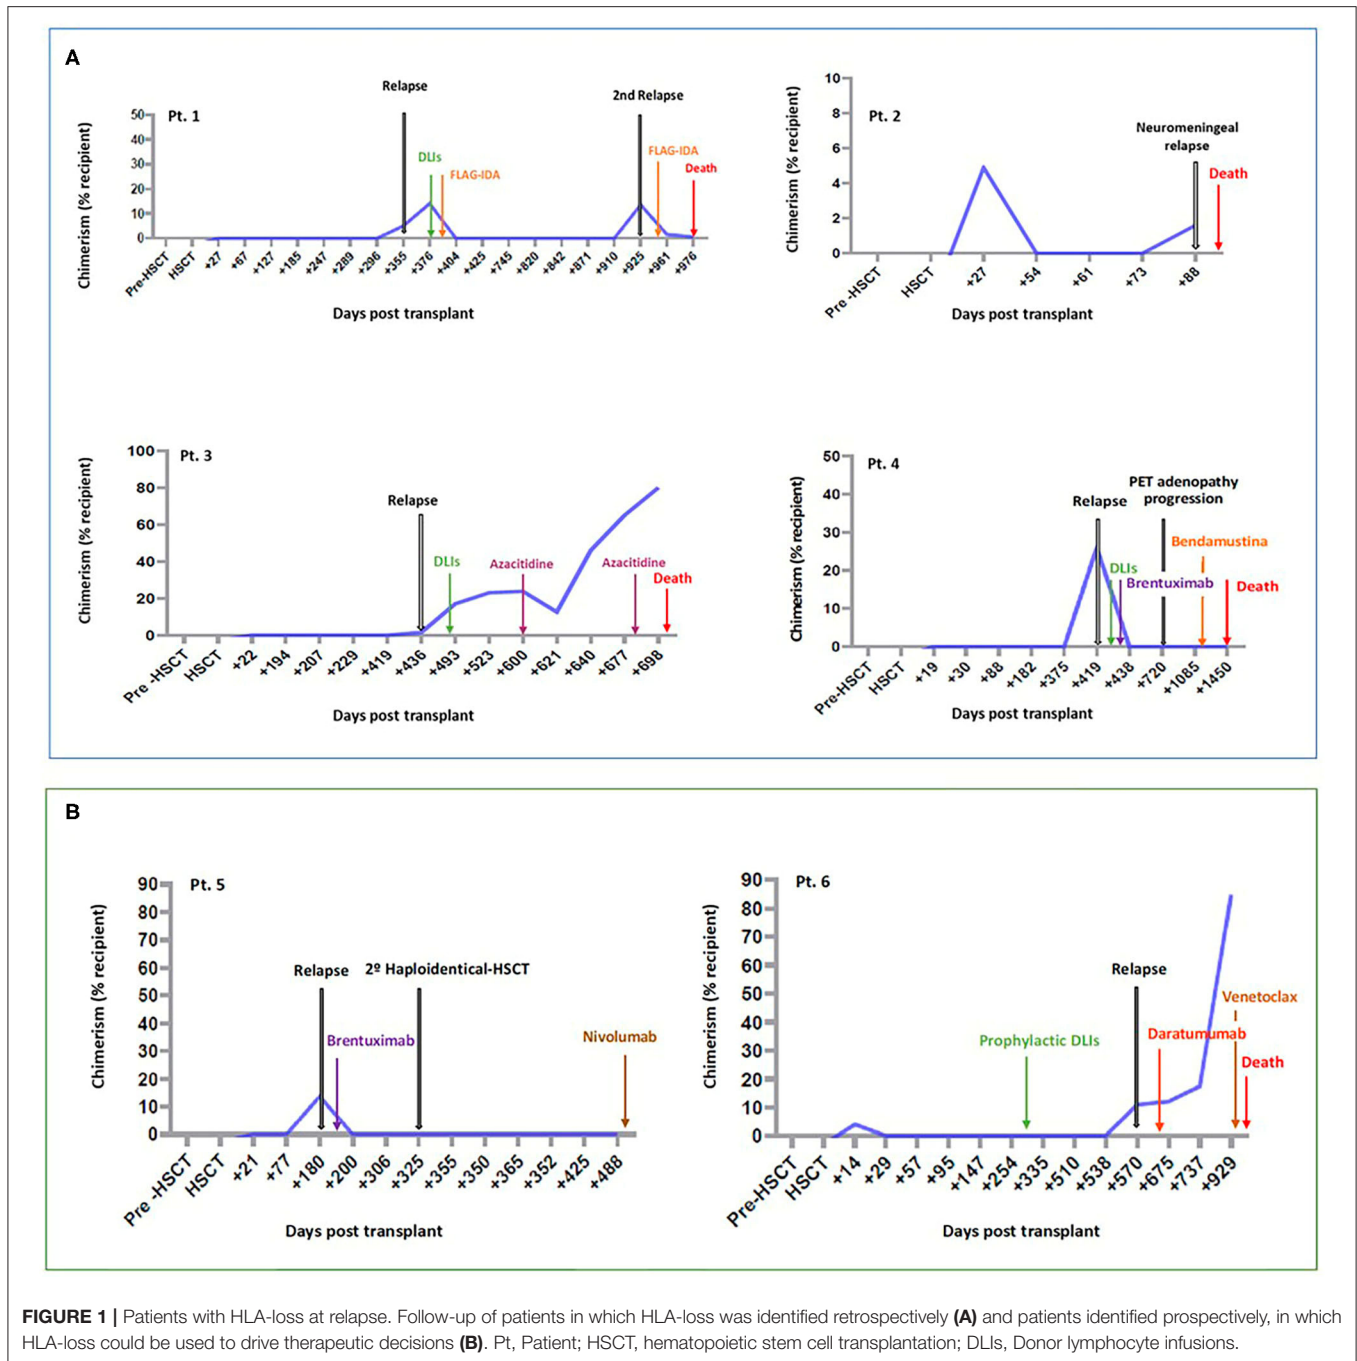 A
Pt. 1
Chimerism (% recipient)
50
40
30
20
10
0
Relapse
DLIs
FLAG-IDA
2nd Relapse
FLAG-IDA
Death
Pre-HSCT
HSCT
+27
+67
+127
+185
+247
+289
+296
+355
+376
+404
+425
+745
+820
+842
+871
+910
+925
+961
+976
Days post transplant
Pt. 2
Chimerism (% recipient)
10
8
6
4
2
0
Neuromeningeal
relapse
Death
Pre -HSCT
HSCT
+27
+54
+61
+73
+88
Days post transplant
Pt. 3
Chimerism (% recipient)
100
80
60
40
20
0
Relapse
DLIs
Azacitidine
Azacitidine
Death
Pre -HSCT
HSCT
+22
+194
+207
+229
+419
+436
+493
+523
+600
+621
+640
+677
+698
Days post transplant
Pt. 4
Chimerism (% recipient)
50
40
30
20
10
0
Relapse
PET adenopathy
progression
DLIs
Brentuximab
Bendamustina
Death
Pre-HSCT
HSCT
+19
+30
+88
+182
+375
+419
+438
+720
+1085
+1450
Days post transplant
B
Pt. 5
Chimerism (% recipient)
90
80
70
60
50
40
30
20
10
0
Relapse
2º Haploidentical-HSCT
Brentuximab
Nivolumab
Pre -HSCT
HSCT
+21
+77
+180
+200
+306
+325
+355
+350
+365
+352
+425
+488
Days post transplant
Pt. 6
Chimerism (% recipient)
90
80
70
60
50
40
30
20
10
0
Prophylactic DLIs
Relapse
Daratumumab
Venetoclax
Death
Pre-HSCT
HSCT
+14
+29
+57
+95
+147
+254
+335
+510
+538
+570
+675
+737
+929
Days post transplant
FIGURE 1 | Patients with HLA-loss at relapse. Follow-up of patients in which HLA-loss was identified retrospectively (A) and patients identified prospectively, in which
HLA-loss could be used to drive therapeutic decisions (B). Pt, Patient; HSCT, hematopoietic stem cell transplantation; DLIs, Donor lymphocyte infusions.